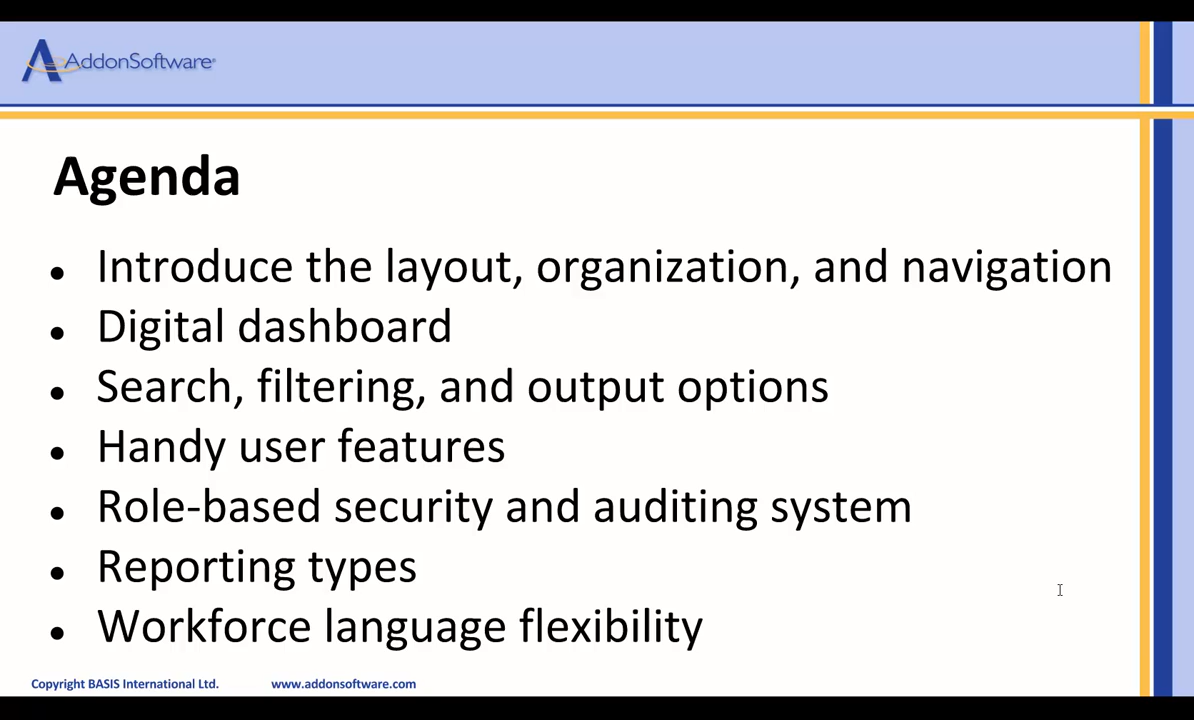 AddonSoftware®
Agenda
• Introduce the layout, organization, and navigation
• Digital dashboard
• Search, filtering, and output options
• Handy user features
• Role-based security and auditing system
• Reporting types
• Workforce language flexibility
Copyright BASIS International Ltd. www.addonsoftware.com